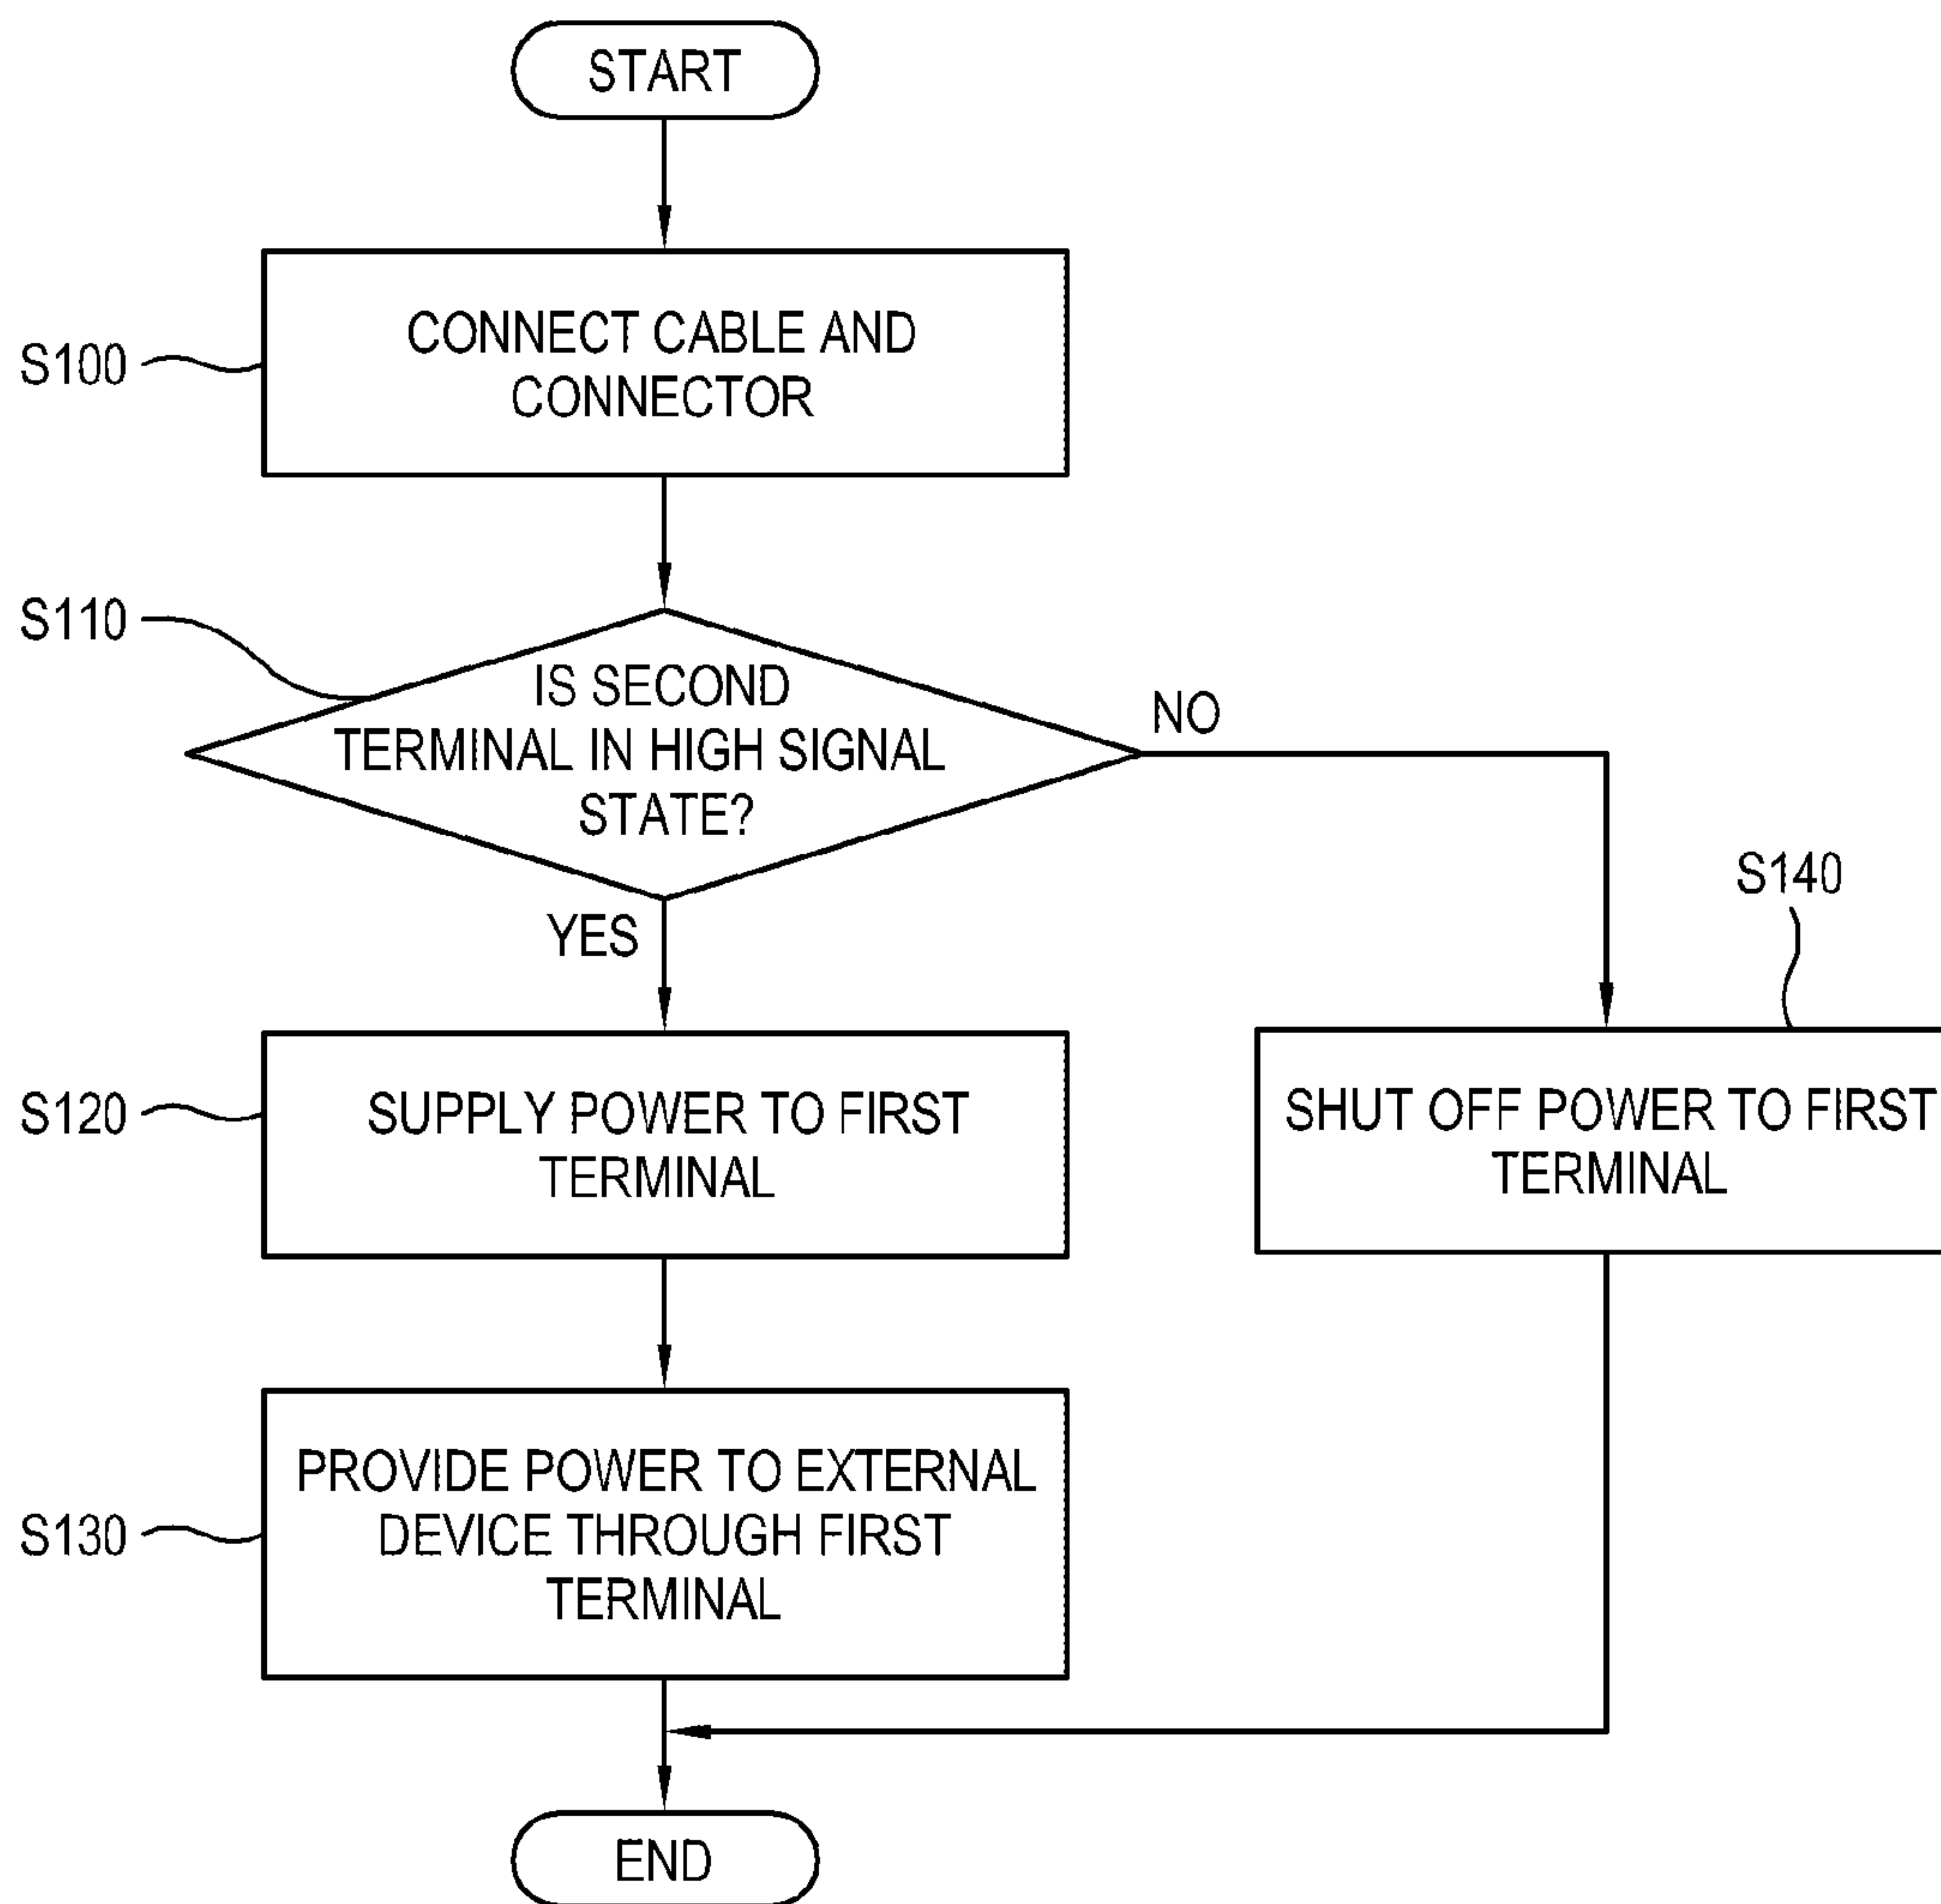 START
S100
CONNECT CABLE AND
CONNECTOR
S110
IS SECOND
TERMINAL IN HIGH SIGNAL
STATE?
NO
YES
S120
SUPPLY POWER TO FIRST
TERMINAL
S140
SHUT OFF POWER TO FIRST
TERMINAL
S130
PROVIDE POWER TO EXTERNAL
DEVICE THROUGH FIRST
TERMINAL
END